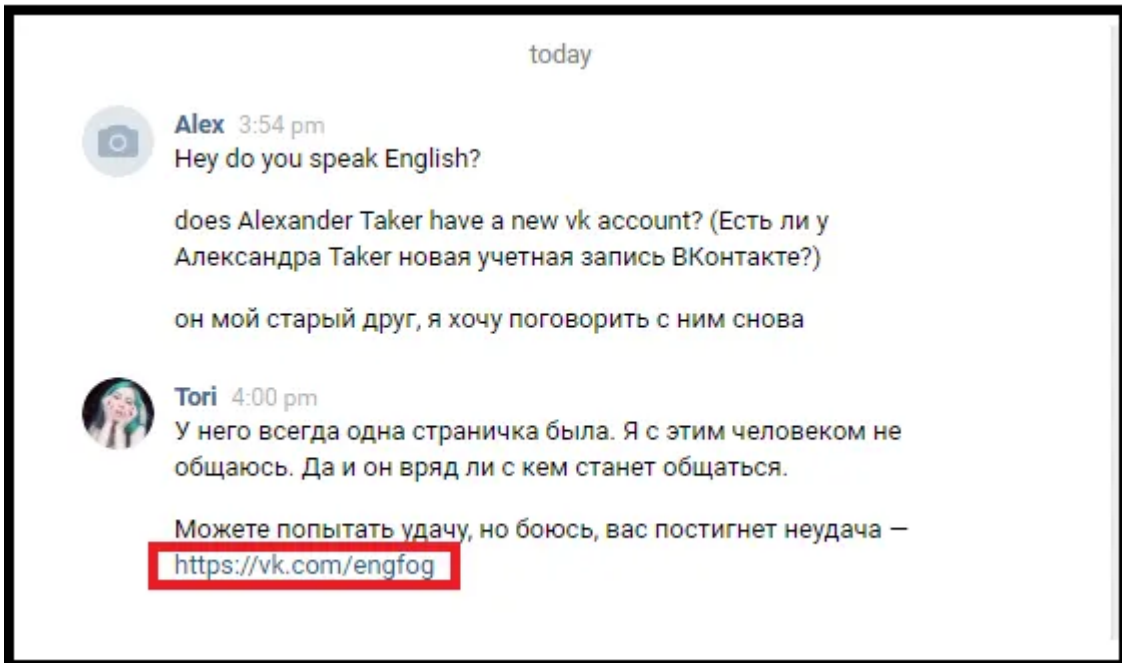 today
Alex 3:54 pm
Hey do you speak English?
does Alexander Taker have a new vk account? (Есть ли у
Александра Taker новая учетная запись ВКонтакте?)
он мой старый друг, я хочу поговорить с ним снова
Tori 4:00 pm
У него всегда одна страничка была. Я с этим человеком не
общаюсь. Да и он вряд ли с кем станет общаться.
Можете попытать удачу, но боюсь, вас постигнет неудача —
https://vk.com/engfog